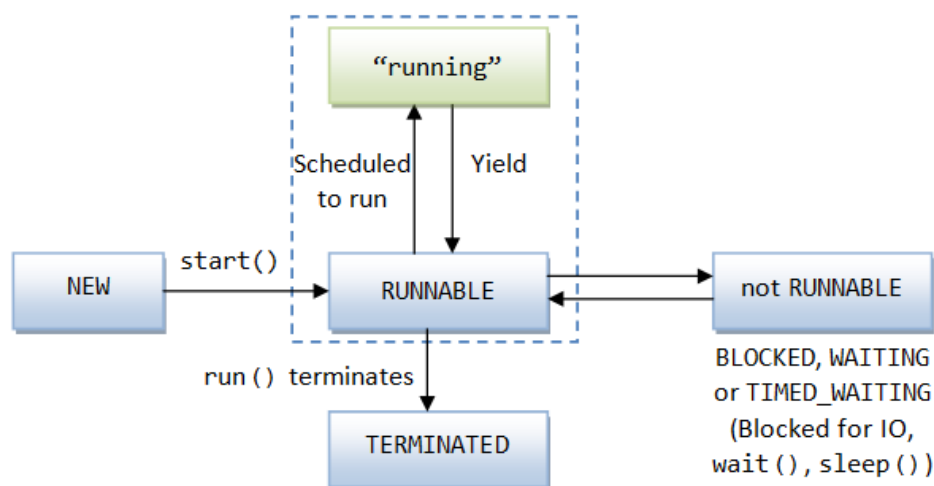 “running”
Scheduled
to run
Yield
NEW
start()
RUNNABLE
not RUNNABLE
run() terminates
TERMINATED
BLOCKED, WAITING
or TIMED_WAITING
(Blocked for IO,
wait(), sleep())